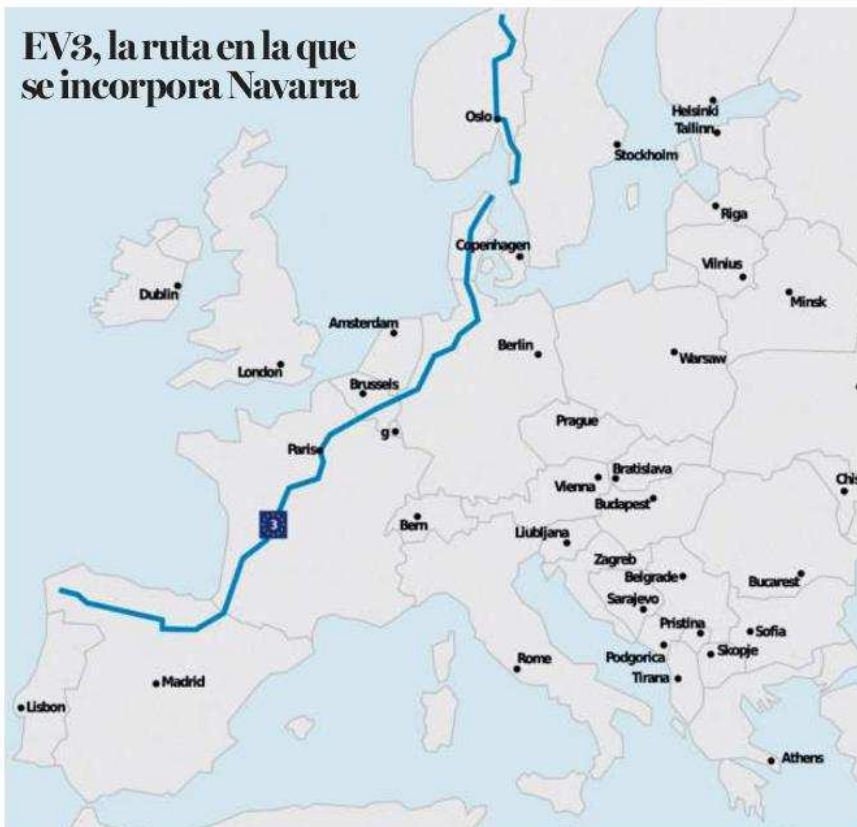 EV3, la ruta en la que
se incorpora Navarra
Oslo
Helsinki
Tallinn
Stockholm
Riga
Copenhagen
Vilnius
Dublin
Minsk
Amsterdam
Berlin
Warsaw
London
Brussels
g
Prague
Paris
Bratislava
Vienna
Chis
Budapest
3
Bern
Liubljana
Zagreb
Belgrade
Bucarest
Sarajevo
Pristina
Sofia
Skopje
Podgorica
Rome
Tirana
Madrid
Lisbon
Athens